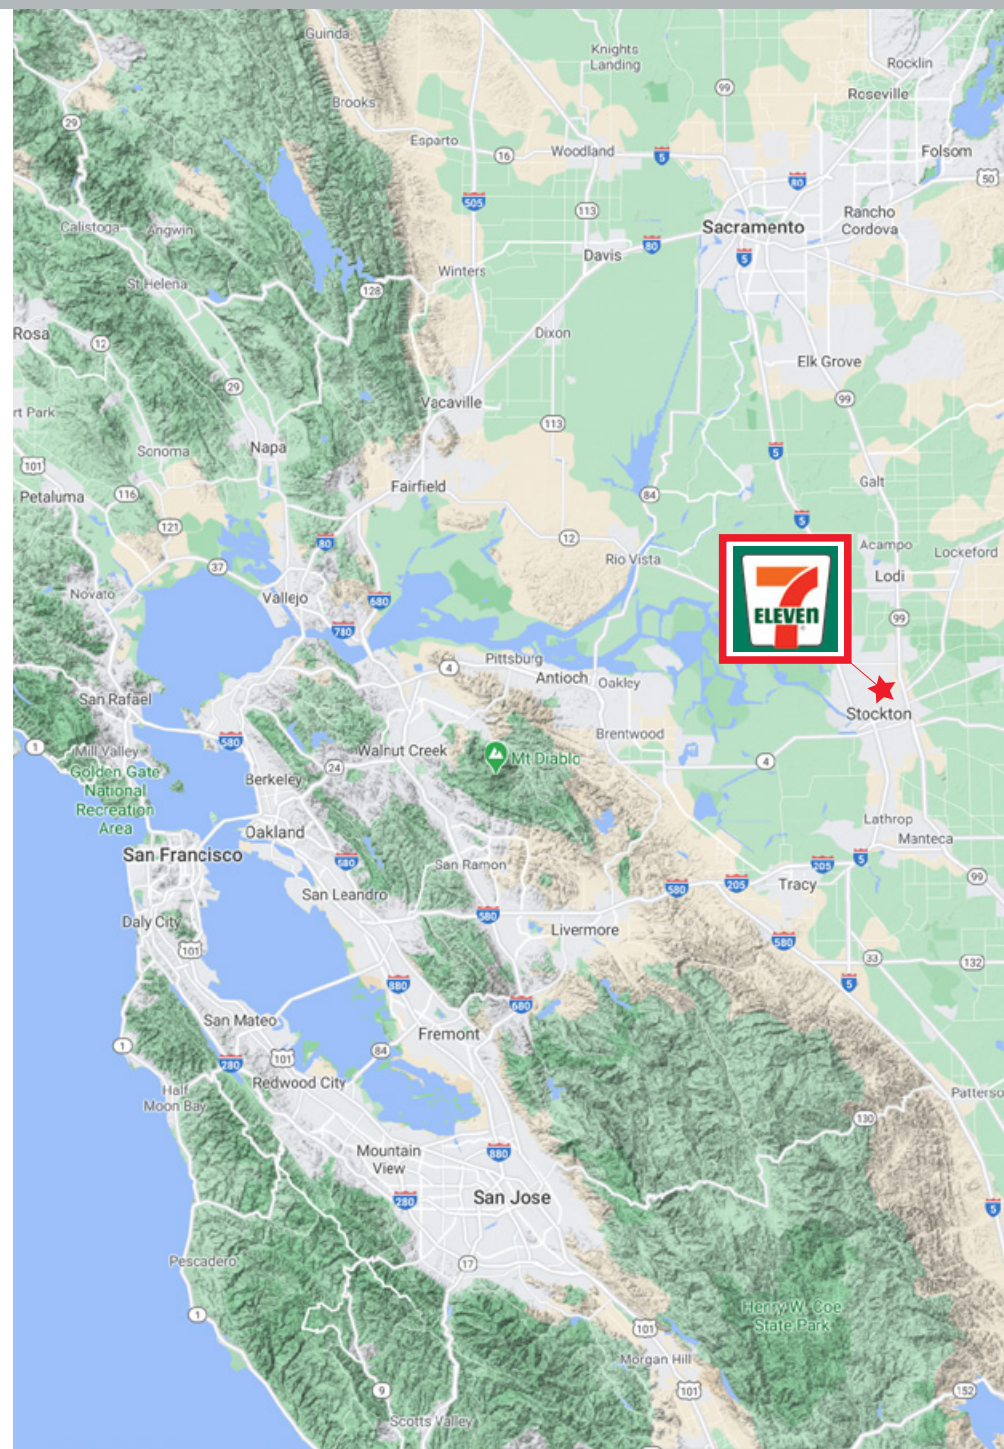 Guinda
Knights
Landing
Rocklin
99
Roseville
Brooks
29
Esparto
16
Woodland
5
Folsom
80
50
505
113
Rancho
Cordova
Calistoga
Angwin
Sacramento
80
Davis
5
Winters
St Helena
128
Rosa
12
Dixon
Elk Grove
29
99
rt Park
Vacaville
113
Sonoma
Napa
5
101
Galt
Petaluma
116
Fairfield
84
121
5
12
80
Acampo
Lockeford
37
Rio Vista
7
ELEVEN
Lodi
Novato
Vallejo
680
99
780
Pittsburg
4
Antioch
Oakley
San Rafael
Stockton
1
Mill Valley
580
Walnut Creek
Brentwood
24
Mt Diablo
4
Golden Gate
National
Recreation
Area
Berkeley
Oakland
Lathrop
Manteca
San Francisco
580
San Ramon
205
5
99
San Leandro
580
205
Tracy
Daly City
580
Livermore
580
101
33
132
880
5
680
San Mateo
Fremont
1
84
280
101
Redwood City
Half
Moon Bay
Patterso
130
Mountain
View
880
280
San Jose
5
Pescadero
17
1
Henry W. Coe
State Park
101
Morgan Hill
9
101
152
Scotts Valley